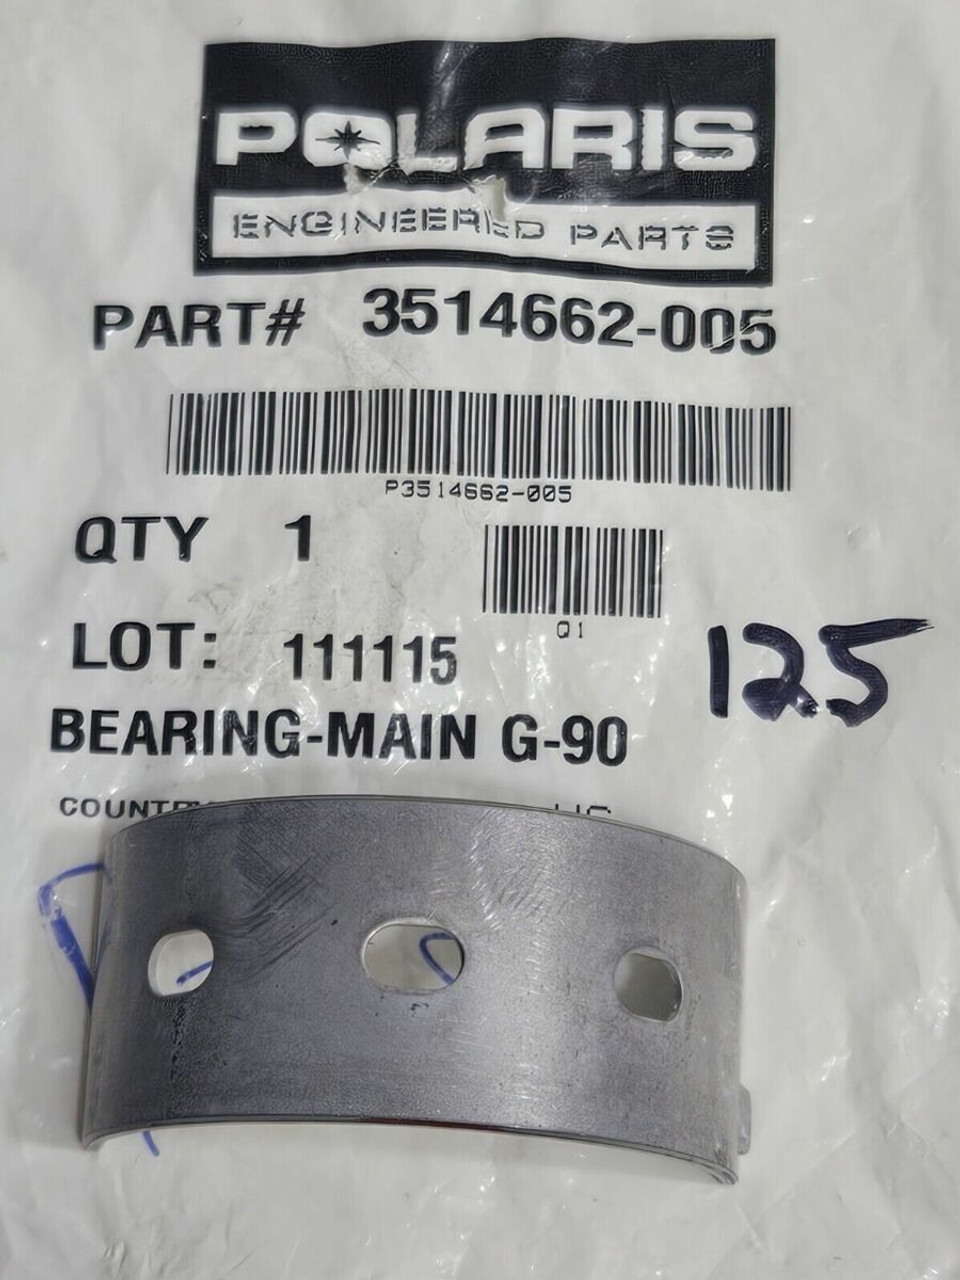 POLARIS
ENGINEERED PARTS
PART# 3514662-005
P3514662-005
QTY 1
Q1
LOT: 111115
125
BEARING-MAIN G-90